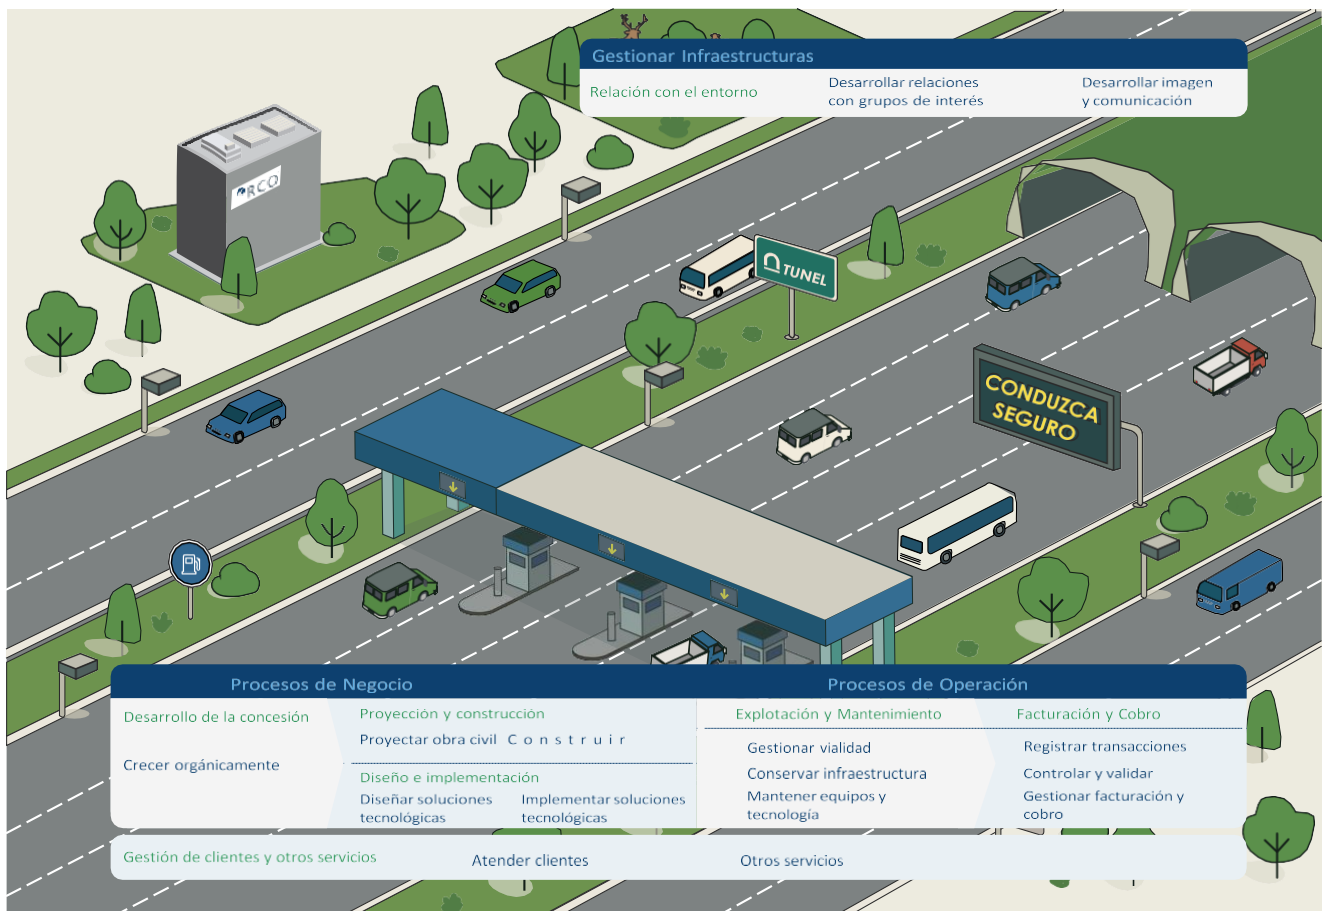 Gestionar Infraestructuras
Relación con el entorno
Desarrollar relaciones
con grupos de interés
Desarrollar imagen
y comunicación
RCO
TUNEL
CONDUZCA
SEGURO
Procesos de Negocio
Procesos de Operación
Desarrollo de la concesión
Crecer orgánicamente
Proyección y construcción
Proyectar obra civil Construir
Diseño e implementación
Diseñar soluciones
tecnológicas
Implementar soluciones
tecnológicas
Explotación y Mantenimiento
Gestionar vialidad
Conservar infraestructura
Mantener equipos y
tecnología
Facturación y Cobro
Registrar transacciones
Controlar y validar
Gestionar facturación y
cobro
Gestión de clientes y otros servicios
Atender clientes
Otros servicios